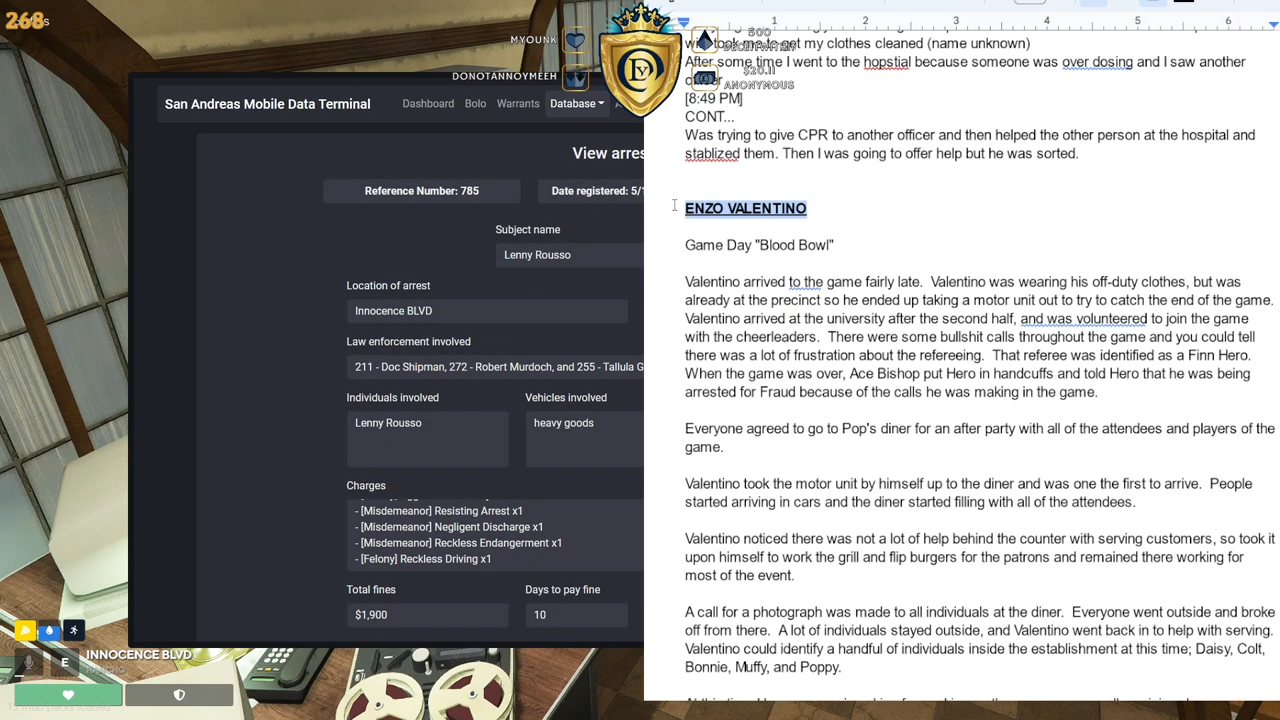 268
MYOUNK
DONOTANNOYMEEH
500
$20.11
ANONYMOUS
San Andreas Mobile Data Terminal
Dashboard
Bolo
Warrants
Database
View arres
Reference Number: 785
Date registered: 5/1
Subject name
Lenny Rousso
Location of arrest
Innocence BLVD
Law enforcement involved
211 - Doc Shipman, 272 - Robert Murdoch, and 255 - Tallula G
Individuals involved
Vehicles involved
Lenny Rousso
heavy goods
Charges
- [Misdemeanor] Resisting Arrest x1
- [Misdemeanor] Negligent Discharge x1
- [Misdemeanor] Reckless Endangerment x1
- [Felony] Reckless Driving x1
Total fines
Days to pay fine
$1,900
10
E
INNOCENCE BLVD
RANCHO
13 mod packs loaded
1 2 3 4 5 6
took me to get my clothes cleaned (name unknown)
After some time I went to the hopstial because someone was over dosing and I saw another
[8:49 PM]
CONT...
Was trying to give CPR to another officer and then helped the other person at the hospital and
stablized them. Then I was going to offer help but he was sorted.
ENZO VALENTINO
Game Day "Blood Bowl"
Valentino arrived to the game fairly late.  Valentino was wearing his off-duty clothes, but was
already at the precinct so he ended up taking a motor unit out to try to catch the end of the game.
Valentino arrived at the university after the second half, and was volunteered to join the game
with the cheerleaders.  There were some bullshit calls throughout the game and you could tell
there was a lot of frustration about the refereeing.  That referee was identified as a Finn Hero.
When the game was over, Ace Bishop put Hero in handcuffs and told Hero that he was being
arrested for Fraud because of the calls he was making in the game.
Everyone agreed to go to Pop's diner for an after party with all of the attendees and players of the
game.
Valentino took the motor unit by himself up to the diner and was one the first to arrive.  People
started arriving in cars and the diner started filling with all of the attendees.
Valentino noticed there was not a lot of help behind the counter with serving customers, so took it
upon himself to work the grill and flip burgers for the patrons and remained there working for
most of the event.
A call for a photograph was made to all individuals at the diner.  Everyone went outside and broke
off from there.  A lot of individuals stayed outside, and Valentino went back in to help with serving.
Valentino could identify a handful of individuals inside the establishment at this time; Daisy, Colt,
Bonnie, Muffy, and Poppy.